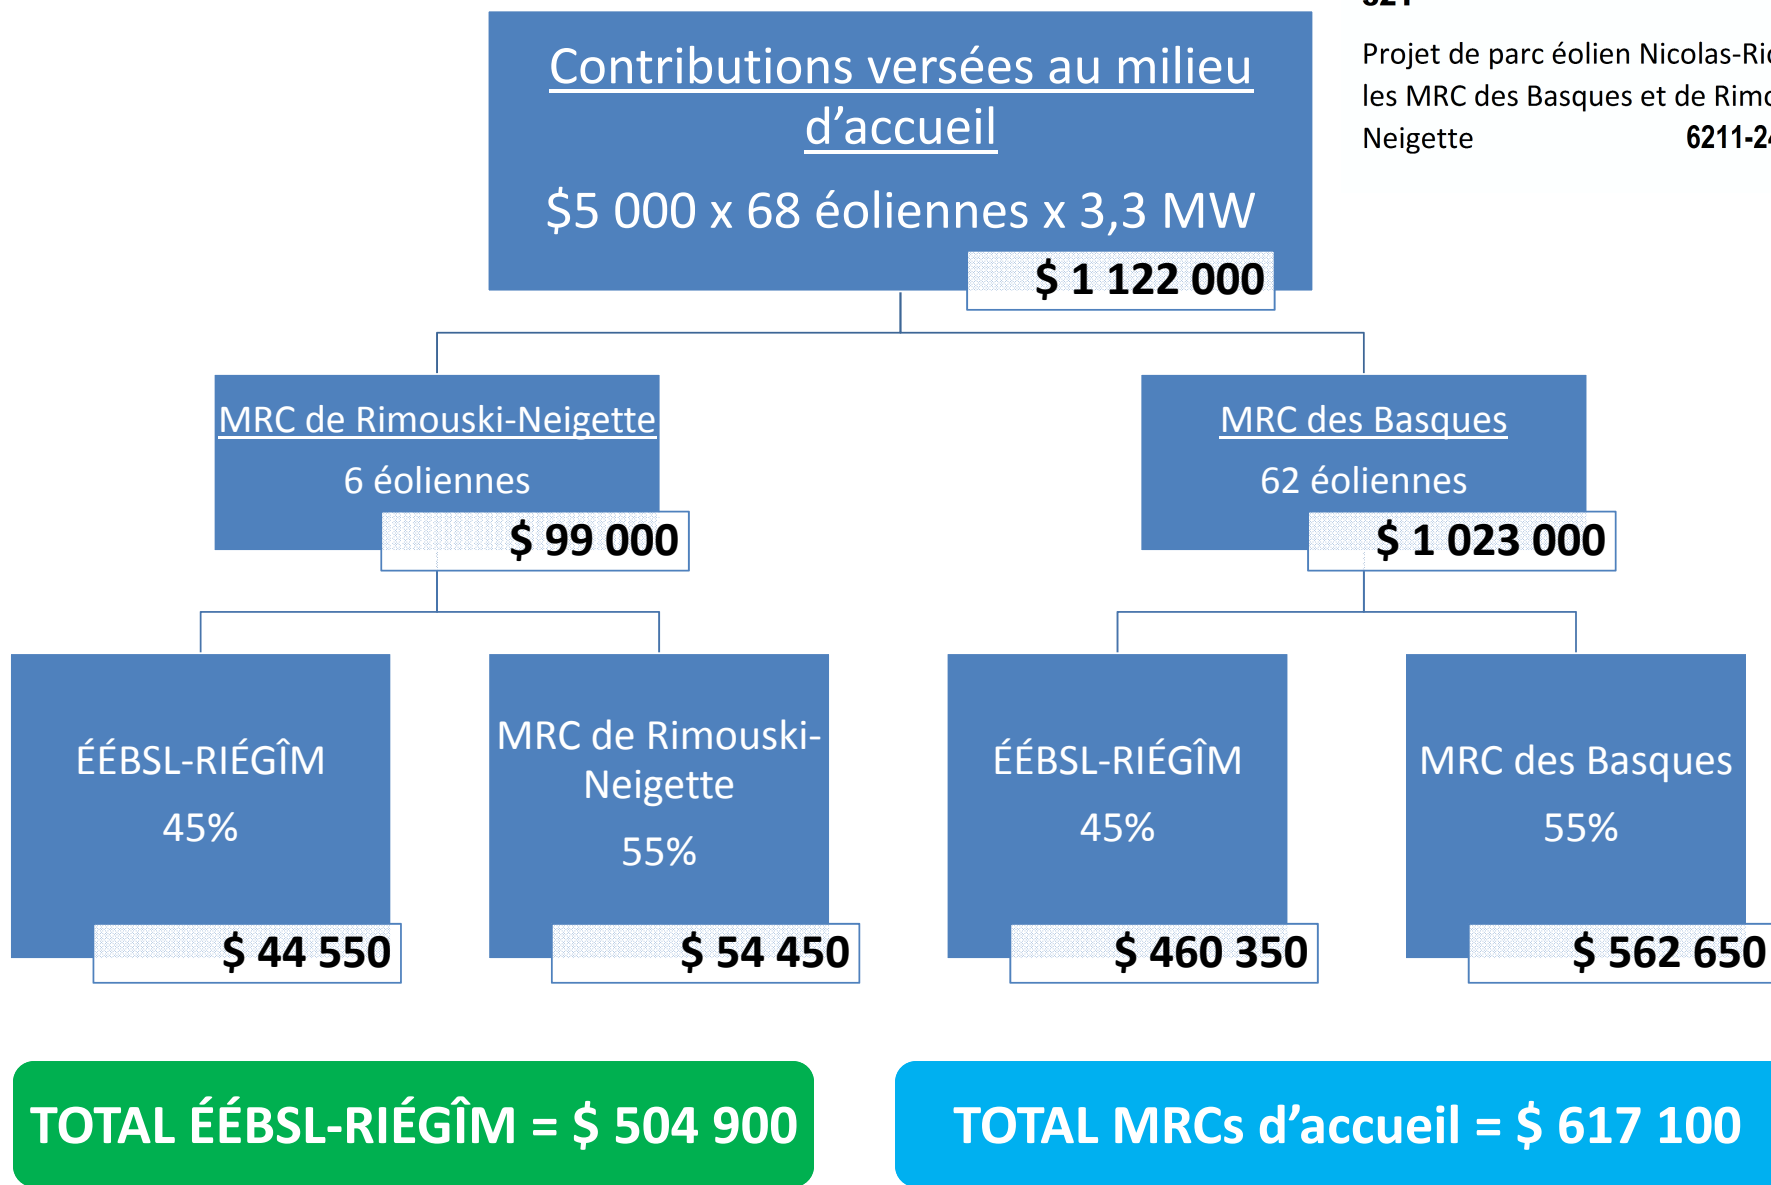 Contributions versées au milieu
d’accueil
$5 000 x 68 éoliennes x 3,3 MW
$ 1 122 000
Projet de parc éolien Nicolas-Rio
les MRC des Basques et de Rimo
Neigette 6211-24
MRC de Rimouski-Neigette
6 éoliennes
$ 99 000
MRC des Basques
62 éoliennes
$ 1 023 000
ÉÉBSL-RIÉGÎM
45%
$ 44 550
MRC de Rimouski-
Neigette
55%
$ 54 450
ÉÉBSL-RIÉGÎM
45%
$ 460 350
MRC des Basques
55%
$ 562 650
TOTAL ÉÉBSL-RIÉGÎM = $ 504 900
TOTAL MRCs d’accueil = $ 617 100